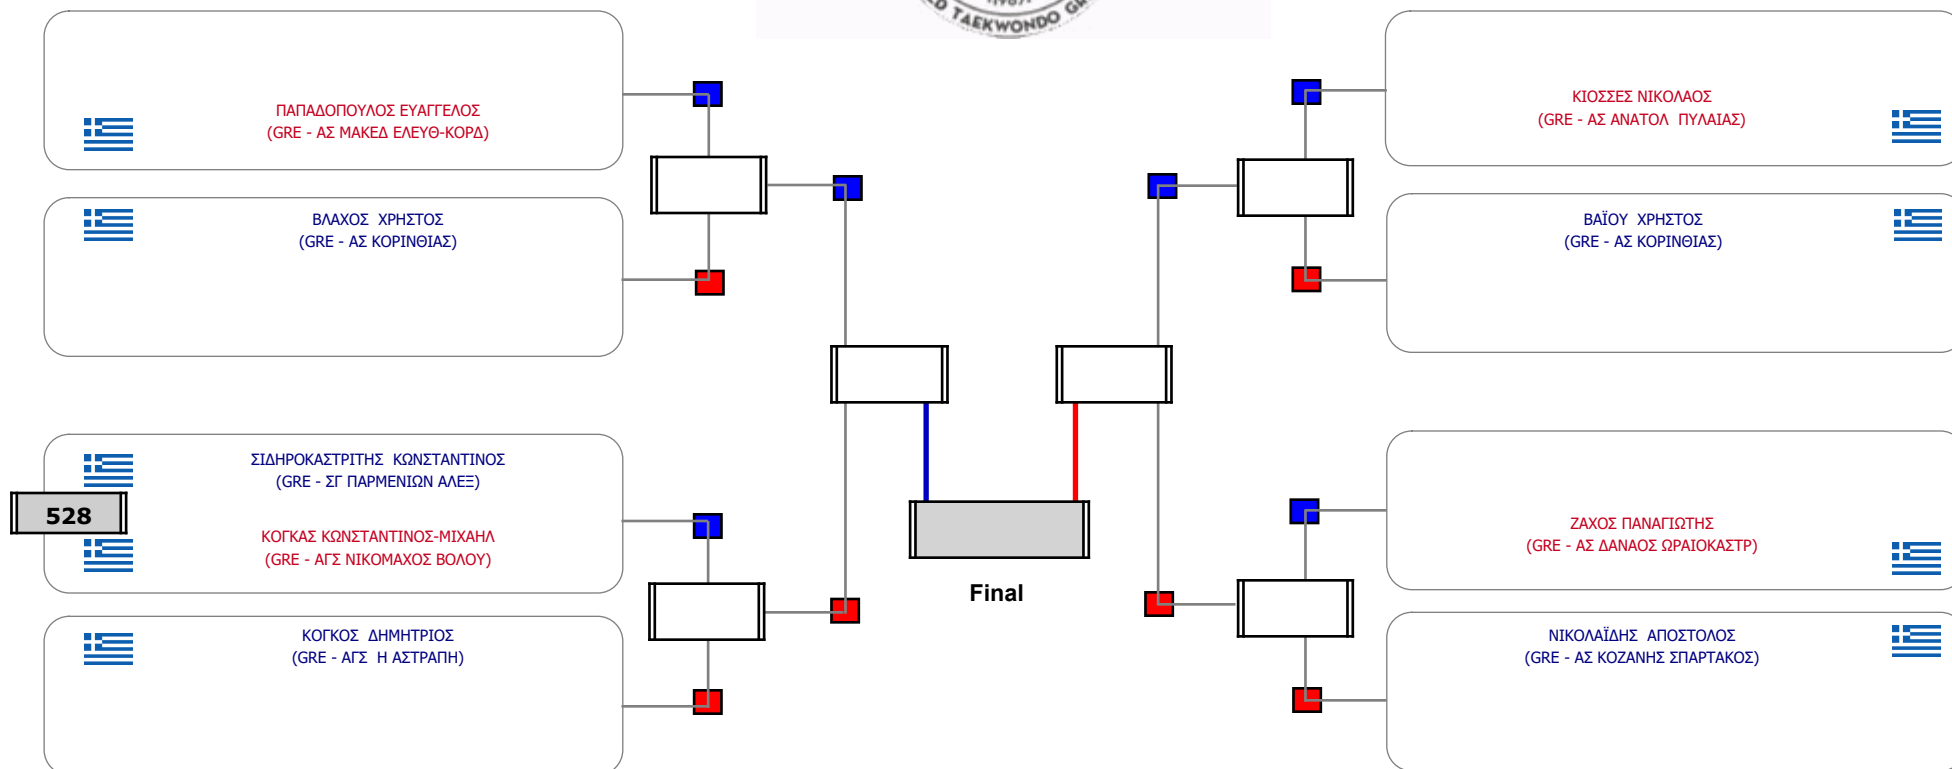 TAEKWONDO
ΠΑΠΑΔΟΠΟΥΛΟΣ ΕΥΑΓΓΕΛΟΣ
(GRE - ΑΣ ΜΑΚΕΔ ΕΛΕΥΘ-ΚΟΡΔ)
ΒΛΑΧΟΣ ΧΡΗΣΤΟΣ
(GRE - ΑΣ ΚΟΡΙΝΘΙΑΣ)
ΣΙΔΗΡΟΚΑΣΤΡΙΤΗΣ ΚΩΝΣΤΑΝΤΙΝΟΣ
(GRE - ΣΓ ΠΑΡΜΕΝΙΩΝ ΑΛΕΞ)
528
ΚΟΓΚΑΣ ΚΩΝΣΤΑΝΤΙΝΟΣ-ΜΙΧΑΗΛ
(GRE - ΑΓΣ ΝΙΚΟΜΑΧΟΣ ΒΟΛΟΥ)
ΚΟΓΚΟΣ ΔΗΜΗΤΡΙΟΣ
(GRE - ΑΓΣ Η ΑΣΤΡΑΠΗ)
Final
ΚΙΟΣΣΕΣ ΝΙΚΟΛΑΟΣ
(GRE - ΑΣ ΑΝΑΤΟΛ ΠΥΛΑΙΑΣ)
ΒΑΪΟΥ ΧΡΗΣΤΟΣ
(GRE - ΑΣ ΚΟΡΙΝΘΙΑΣ)
ΖΑΧΟΣ ΠΑΝΑΓΙΩΤΗΣ
(GRE - ΑΣ ΔΑΝΑΟΣ ΩΡΑΙΟΚΑΣΤΡ)
ΝΙΚΟΛΑΪΔΗΣ ΑΠΟΣΤΟΛΟΣ
(GRE - ΑΣ ΚΟΖΑΝΗΣ ΣΠΑΡΤΑΚΟΣ)